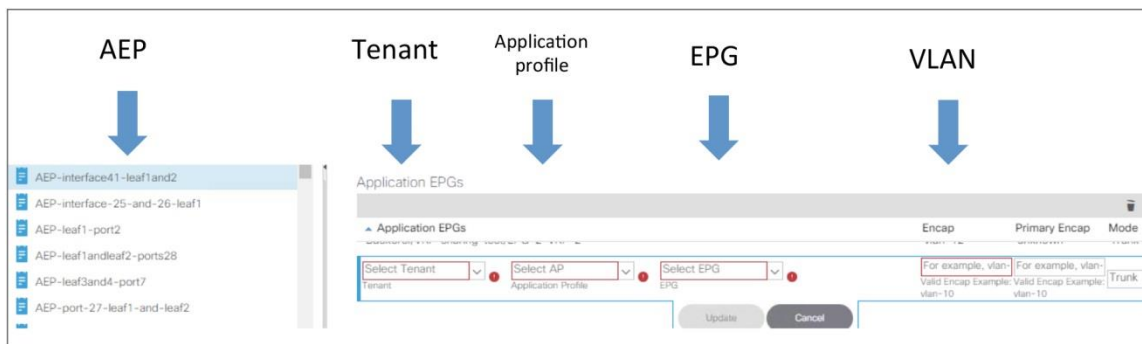 AEP
Tenant
Application
profile
EPG
VLAN
AEP-interface41-leaf1and2
AEP-interface-25-and-26-leaf1
AEP-leaf1-port2
AEP-leaf1andleaf2-ports28
AEP-leaf3and4-port7
AEP-port-27-leaf1-and-leaf2
Application EPGs
Application EPGs Encap Primary Encap Mode
Select Tenant Select AP Select EPG For example, vlan- For example, vlan- Trunk
Tenant Application Profile EPG Valid Encap Example: Valid Encap Example:
vlan-10 vlan-10
Update Cancel